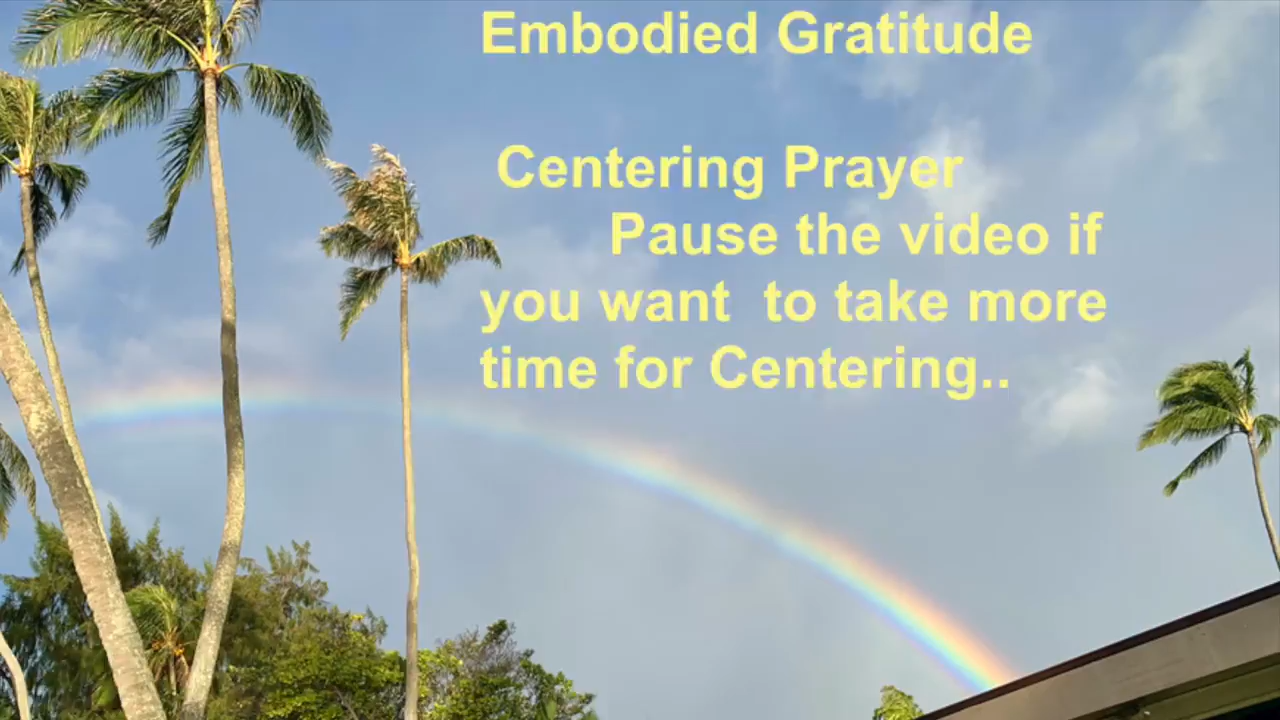 Embodied Gratitude
Centering Prayer
Pause the video if
you want to take more
time for Centering..